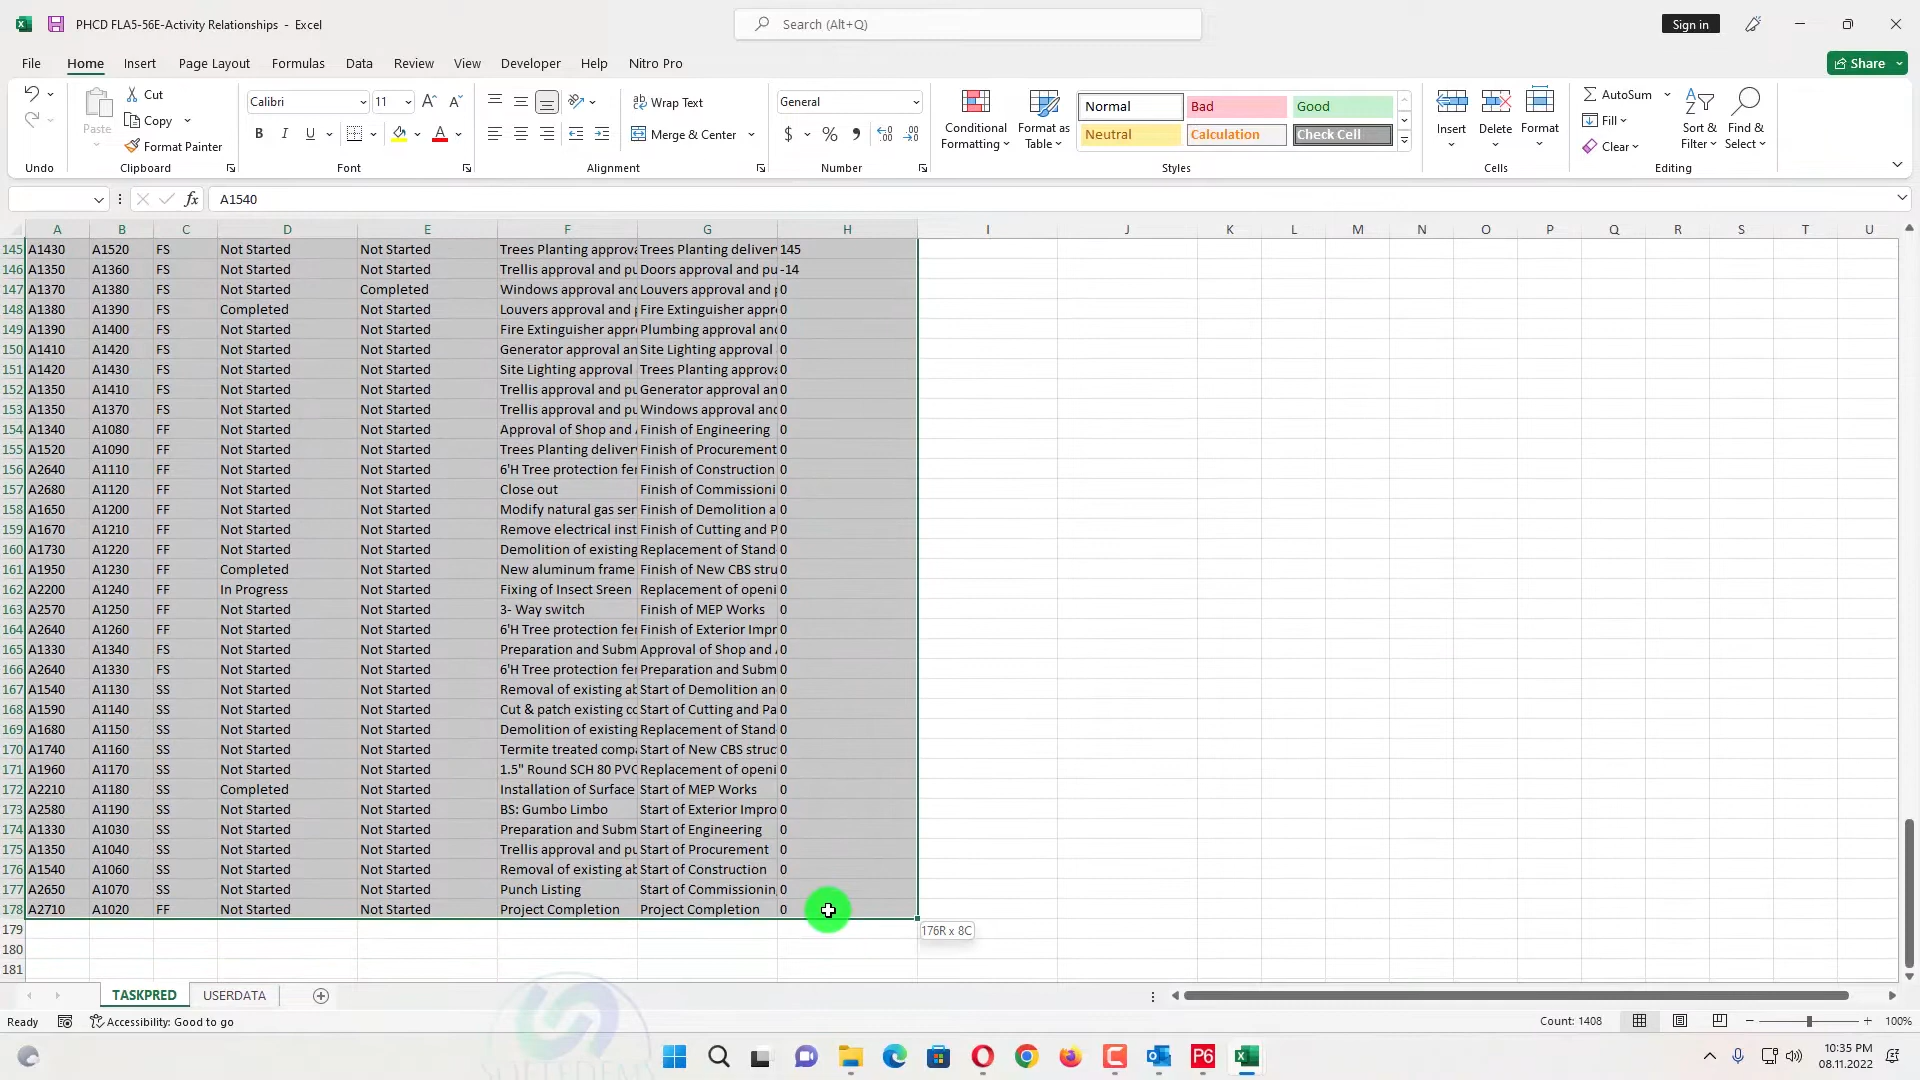 PHCD FLA5-56E-Activity Relationships - Excel
Search (Alt+Q)
Sign in
File Home Insert Page Layout Formulas Data Review View Developer Help Nitro Pro
Share
Paste
Cut
Copy
Format Painter
Calibri 11
B I U
Wrap Text
Merge & Center
General
$ %
Conditional Formatting
Format as Table
Normal Bad Good
Neutral Calculation Check Cell
Insert Delete Format
AutoSum
Fill
Clear
Sort & Filter
Find & Select
Undo Clipboard Font Alignment Number Styles Cells Editing
fx A1540
A B C D E F G H I J K L M N O P Q R S T U
145 A1430 A1520 FS Not Started Not Started Trees Planting approva Trees Planting deliver 145
146 A1350 A1360 FS Not Started Not Started Trellis approval and pu Doors approval and pu -14
147 A1370 A1380 FS Not Started Completed Windows approval and Louvers approval and p 0
148 A1380 A1390 FS Completed Not Started Louvers approval and p Fire Extinguisher appr 0
149 A1390 A1400 FS Not Started Not Started Fire Extinguisher appr Plumbing approval and 0
150 A1410 A1420 FS Not Started Not Started Generator approval an Site Lighting approval 0
151 A1420 A1430 FS Not Started Not Started Site Lighting approval Trees Planting approva 0
152 A1350 A1410 FS Not Started Not Started Trellis approval and pu Generator approval an 0
153 A1350 A1370 FS Not Started Not Started Trellis approval and pu Windows approval and 0
154 A1340 A1080 FF Not Started Not Started Approval of Shop and A Finish of Engineering 0
155 A1520 A1090 FF Not Started Not Started Trees Planting deliver Finish of Procurement 0
156 A2640 A1110 FF Not Started Not Started 6'H Tree protection fer Finish of Construction 0
157 A2680 A1120 FF Not Started Not Started Close out Finish of Commissioni 0
158 A1650 A1200 FF Not Started Not Started Modify natural gas ser Finish of Demolition a 0
159 A1670 A1210 FF Not Started Not Started Remove electrical inst Finish of Cutting and P 0
160 A1730 A1220 FF Not Started Not Started Demolition of existing Replacement of Stand 0
161 A1950 A1230 FF Completed Not Started New aluminum frame Finish of New CBS stru 0
162 A2200 A1240 FF In Progress Not Started Fixing of Insect Sreen Replacement of openi 0
163 A2570 A1250 FF Not Started Not Started 3- Way switch Finish of MEP Works 0
164 A2640 A1260 FF Not Started Not Started 6'H Tree protection fer Finish of Exterior Impr 0
165 A1330 A1340 FS Not Started Not Started Preparation and Subm Approval of Shop and A 0
166 A2640 A1330 FS Not Started Not Started 6'H Tree protection fer Preparation and Subm 0
167 A1540 A1130 SS Not Started Not Started Removal of existing ab Start of Demolition an 0
168 A1590 A1140 SS Not Started Not Started Cut & patch existing cc Start of Cutting and Pa 0
169 A1680 A1150 SS Not Started Not Started Demolition of existing Replacement of Stand 0
170 A1740 A1160 SS Not Started Not Started Termite treated compa Start of New CBS struc 0
171 A1960 A1170 SS Not Started Not Started 1.5" Round SCH 80 PVC Replacement of openi 0
172 A2210 A1180 SS Completed Not Started Installation of Surface Start of MEP Works 0
173 A2580 A1190 SS Not Started Not Started BS: Gumbo Limbo Start of Exterior Impro 0
174 A1330 A1030 SS Not Started Not Started Preparation and Subm Start of Engineering 0
175 A1350 A1040 SS Not Started Not Started Trellis approval and pu Start of Procurement 0
176 A1540 A1060 SS Not Started Not Started Removal of existing ab Start of Construction 0
177 A2650 A1070 SS Not Started Not Started Punch Listing Start of Commissionin 0
178 A2710 A1020 FF Not Started Not Started Project Completion Project Completion 0
179 176R x 8C
180
181
TASKPRED USERDATA
Ready Accessibility: Good to go Count: 1408 100%
P6
10:35 PM
08.11.2022